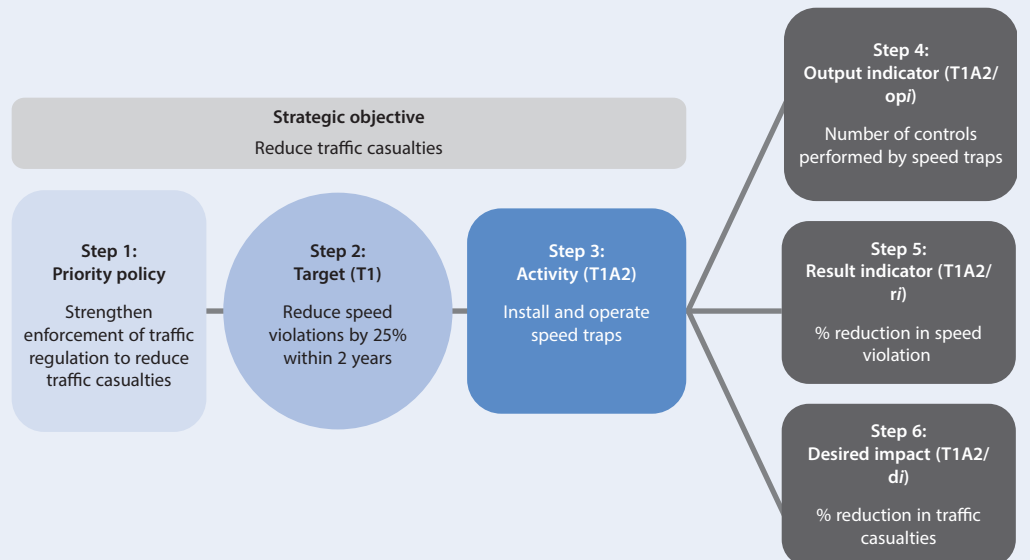 Strategic objective
Reduce traffic casualties
Step 1:
Priority policy
Strengthen
enforcement of traffic
regulation to reduce
traffic casualties
Step 2:
Target (T1)
Reduce speed
violations by 25%
within 2 years
Step 3:
Activity (T1A2)
Install and operate
speed traps
Step 4:
Output indicator (T1A2/
opi)
Number of controls
performed by speed traps
Step 5:
Result indicator (T1A2/
ri)
% reduction in speed
violation
Step 6:
Desired impact (T1A2/
di)
% reduction in traffic
casualties